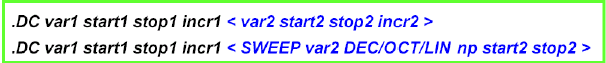 .DC var1 start1 stop1 incr1 < var2 start2 stop2 incr2 >
.DC var1 start1 stop1 incr1 < SWEEP var2 DEC/OCT/LIN np start2 stop2 >